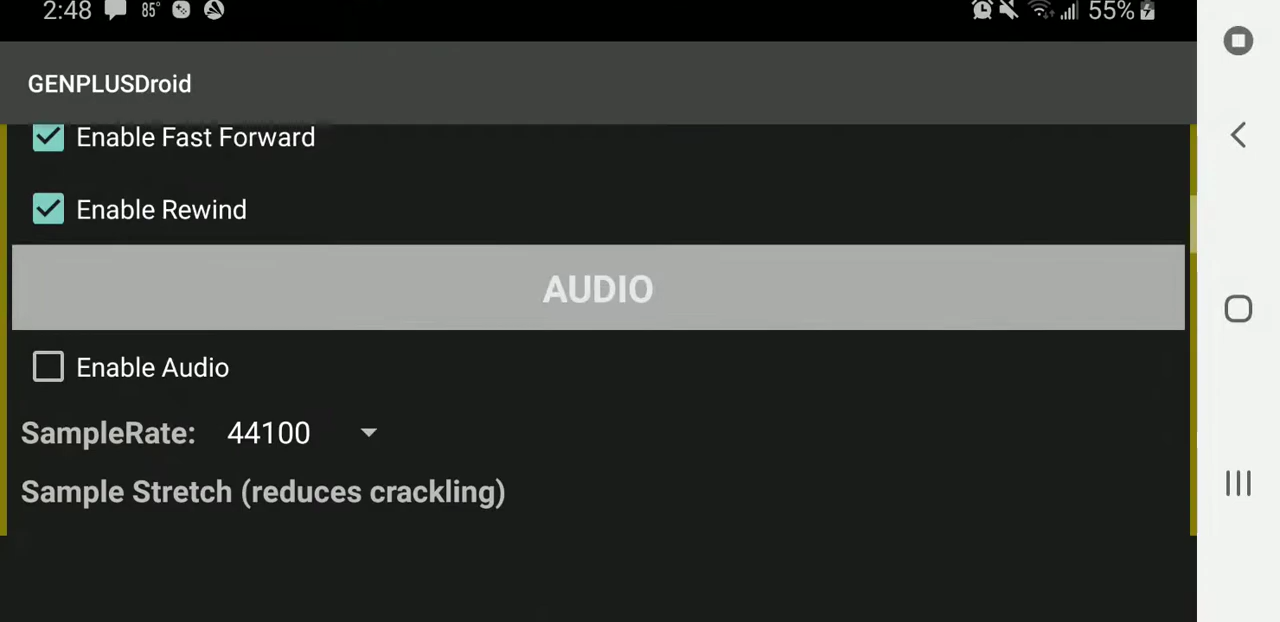 2:48 85° 55%
GENPLUSDroid
Enable Fast Forward
Enable Rewind
AUDIO
Enable Audio
SampleRate: 44100
Sample Stretch (reduces crackling)